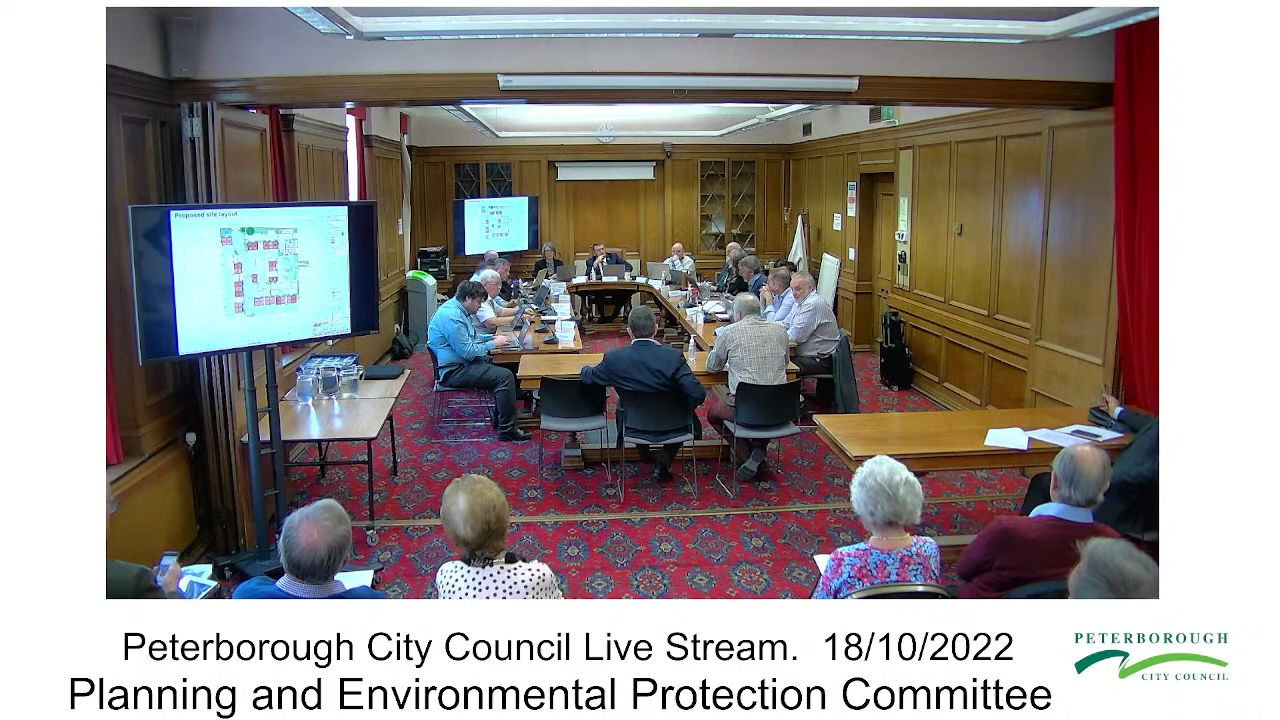 Proposed site layout
Peterborough City Council Live Stream. 18/10/2022
Planning and Environmental Protection Committee
PETERBOROUGH
CITY COUNCIL